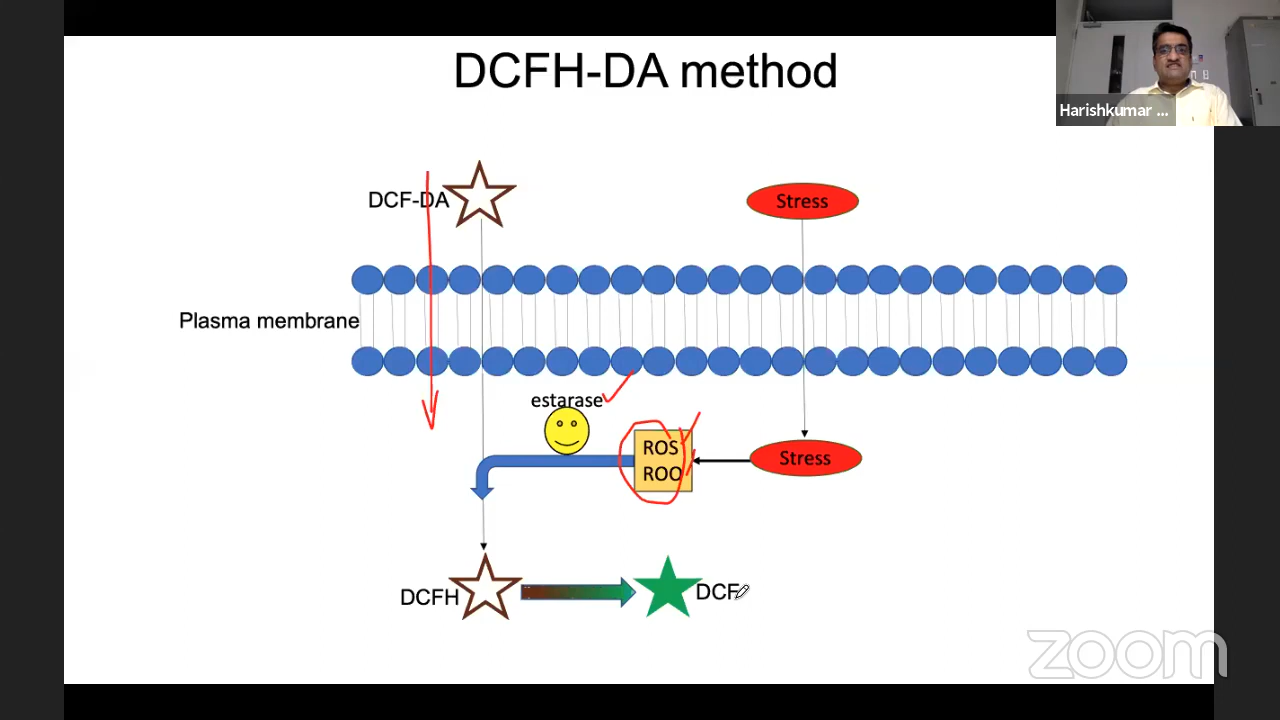 DCFH-DA method
Harishkumar ...
DCF-DA
Stress
Plasma membrane
estarase
ROS
ROO
Stress
DCFH
DCF
zoom